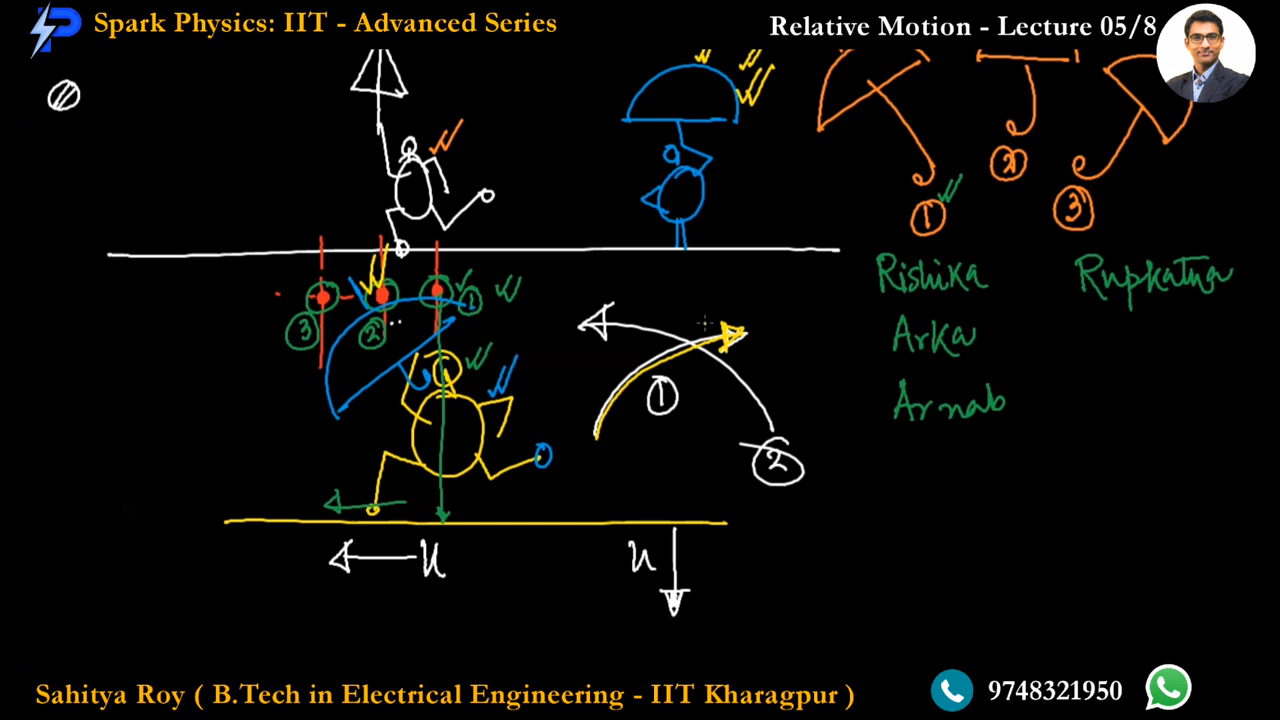 Spark Physics: IIT - Advanced Series
Relative Motion - Lecture 05/8
1
2
3
Rishika
Rupkatha
Arka
Arnab
3
2
1
1
2
u
u
Sahitya Roy ( B.Tech in Electrical Engineering - IIT Kharagpur )
9748321950